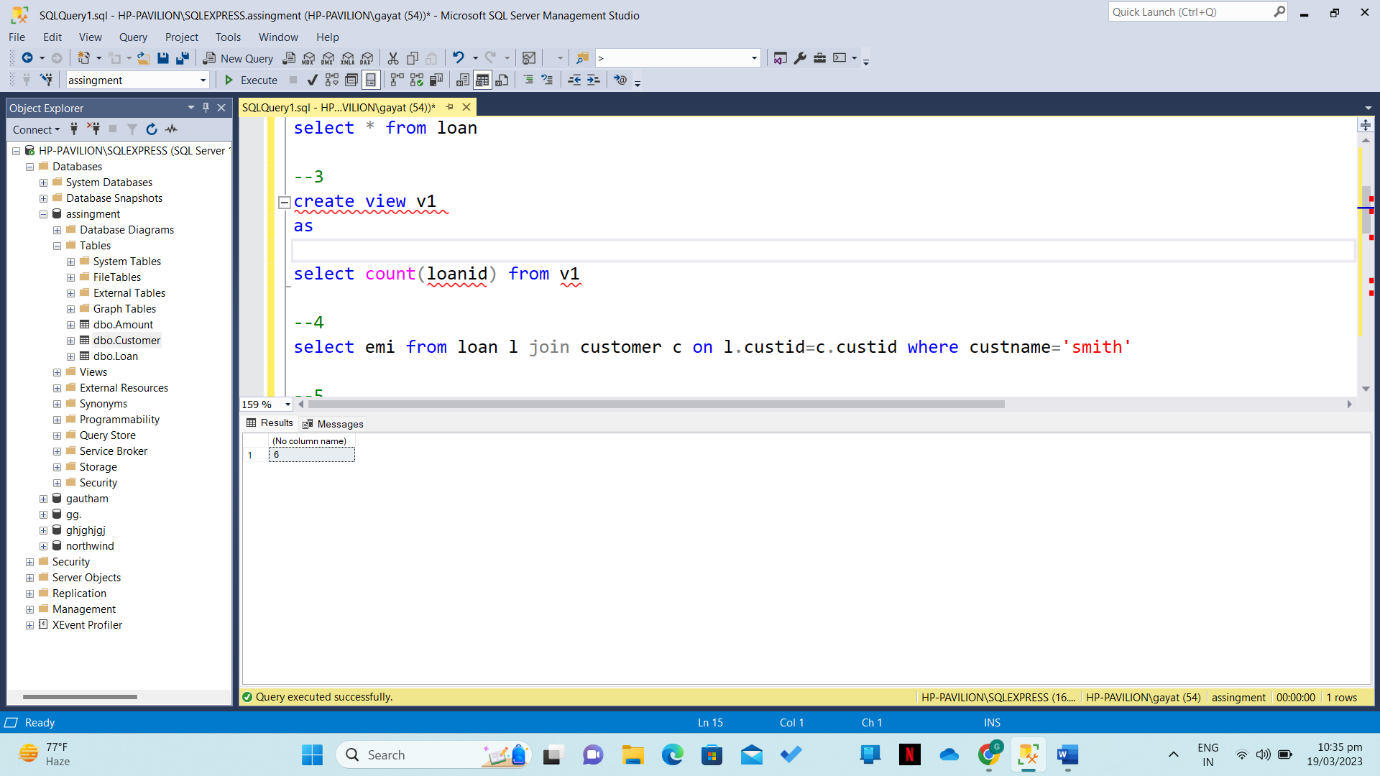 SQLQuery1.sql - HP-PAVILION\SQLEXPRESS.assingment (HP-PAVILION\gayat (54))* - Microsoft SQL Server Management Studio
Quick Launch (Ctrl+Q)
File Edit View Query Project Tools Window Help
New Query
>
assingment
Execute
Object Explorer
SQLQuery1.sql - HP...VILION\gayat (54))*
Connect
HP-PAVILION\SQLEXPRESS (SQL Server
Databases
System Databases
Database Snapshots
assingment
Database Diagrams
Tables
System Tables
FileTables
External Tables
Graph Tables
dbo.Amount
dbo.Customer
dbo.Loan
Views
External Resources
Synonyms
Programmability
Query Store
Service Broker
Storage
Security
gautham
gg.
ghjghjgj
northwind
Security
Server Objects
Replication
Management
XEvent Profiler
select * from loan
--3
create view v1
as
select count(loanid) from v1
--4
select emi from loan l join customer c on l.custid=c.custid where custname='smith'
--5
159 %
Results Messages
(No column name)
1 6
Query executed successfully.
HP-PAVILION\SQLEXPRESS (16.... HP-PAVILION\gayat (54) assingment 00:00:00 1 rows
Ready
Ln 15 Col 1 Ch 1 INS
77°F
Haze
Search
ENG
IN
10:35 pm
19/03/2023